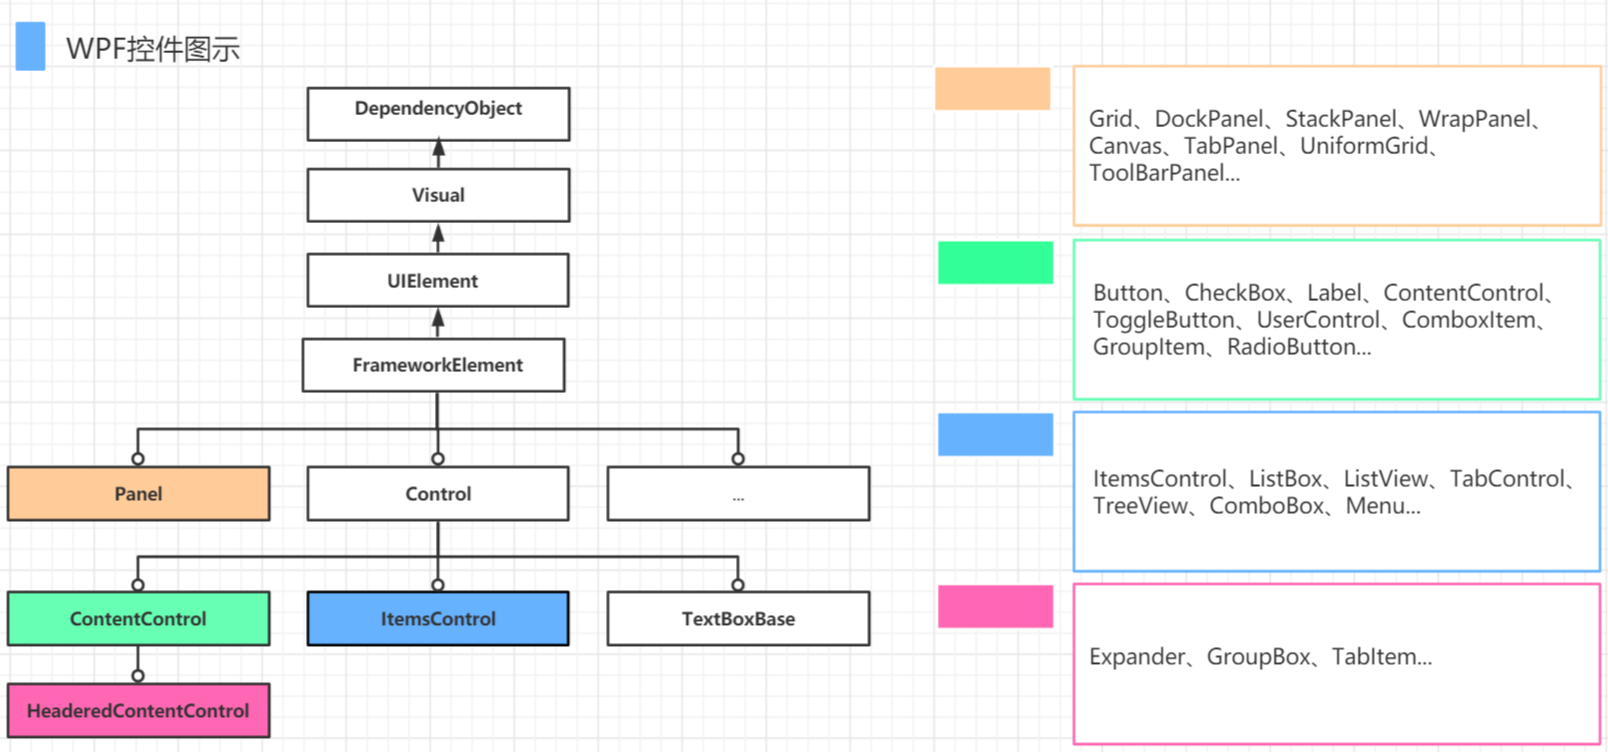 WPF控件图示
DependencyObject
Visual
UIElement
FrameworkElement
Panel
Control
...
ContentControl
ItemsControl
TextBoxBase
HeaderedContentControl
Grid、DockPanel、StackPanel、WrapPanel、
Canvas、TabPanel、UniformGrid、
ToolBarPanel...
Button、CheckBox、Label、ContentControl、
ToggleButton、UserControl、ComboxItem、
GroupItem、RadioButton...
ItemsControl、ListBox、ListView、TabControl、
TreeView、ComboBox、Menu...
Expander、GroupBox、TabItem...